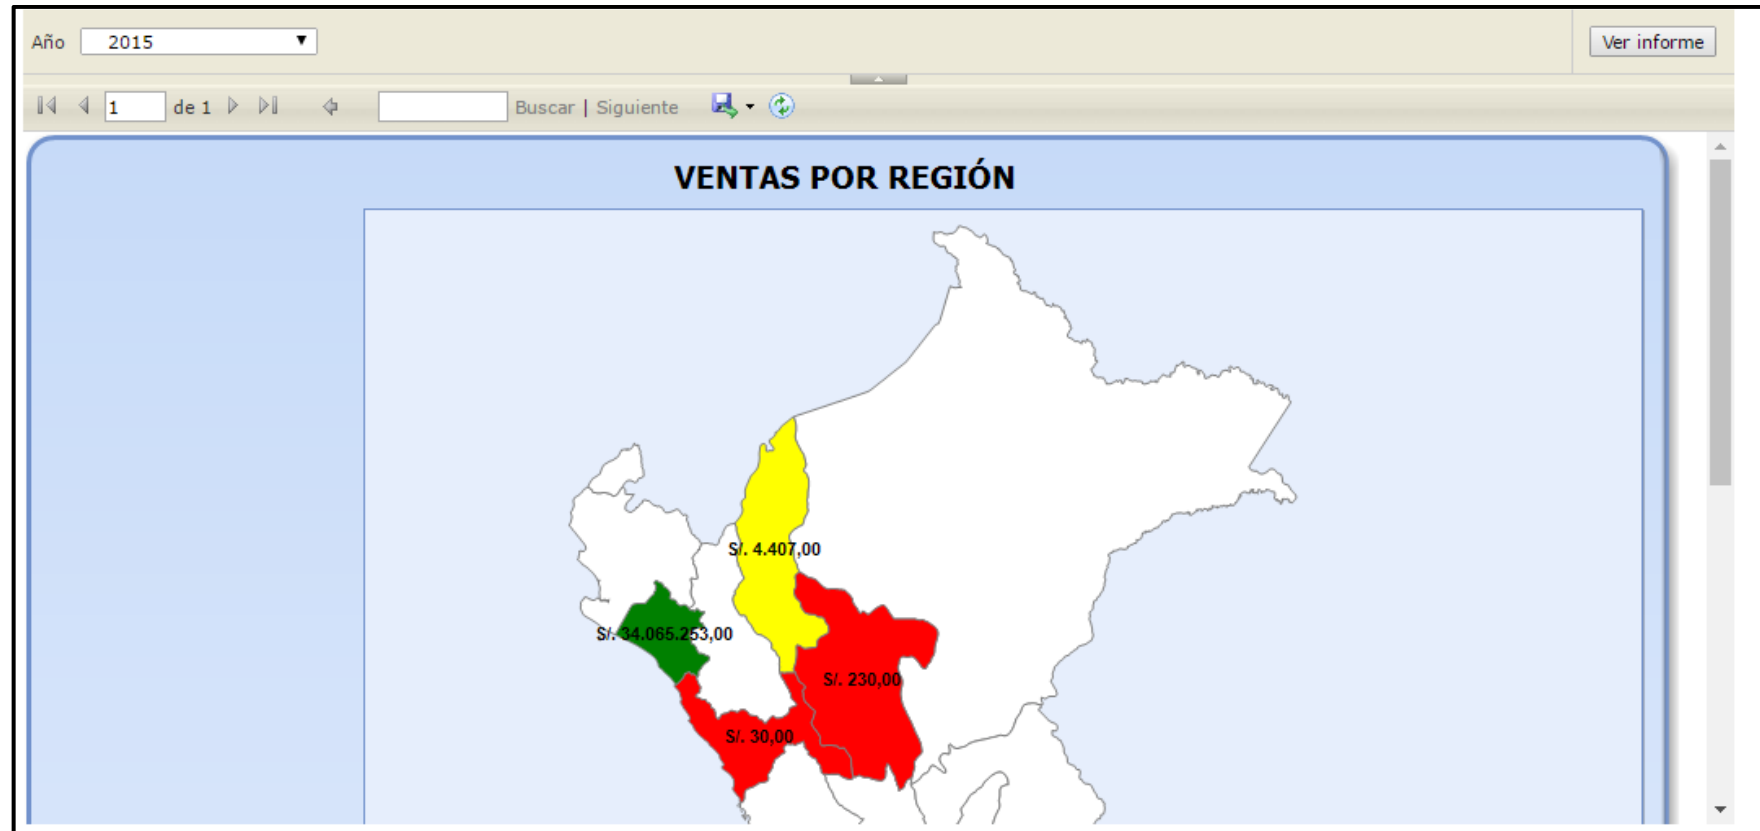 Año 2015 Ver informe
1 de 1 Buscar | Siguiente
VENTAS POR REGIÓN
S/. 4.407,00
S/. 34.065.253,00
S/. 230,00
S/. 30,00